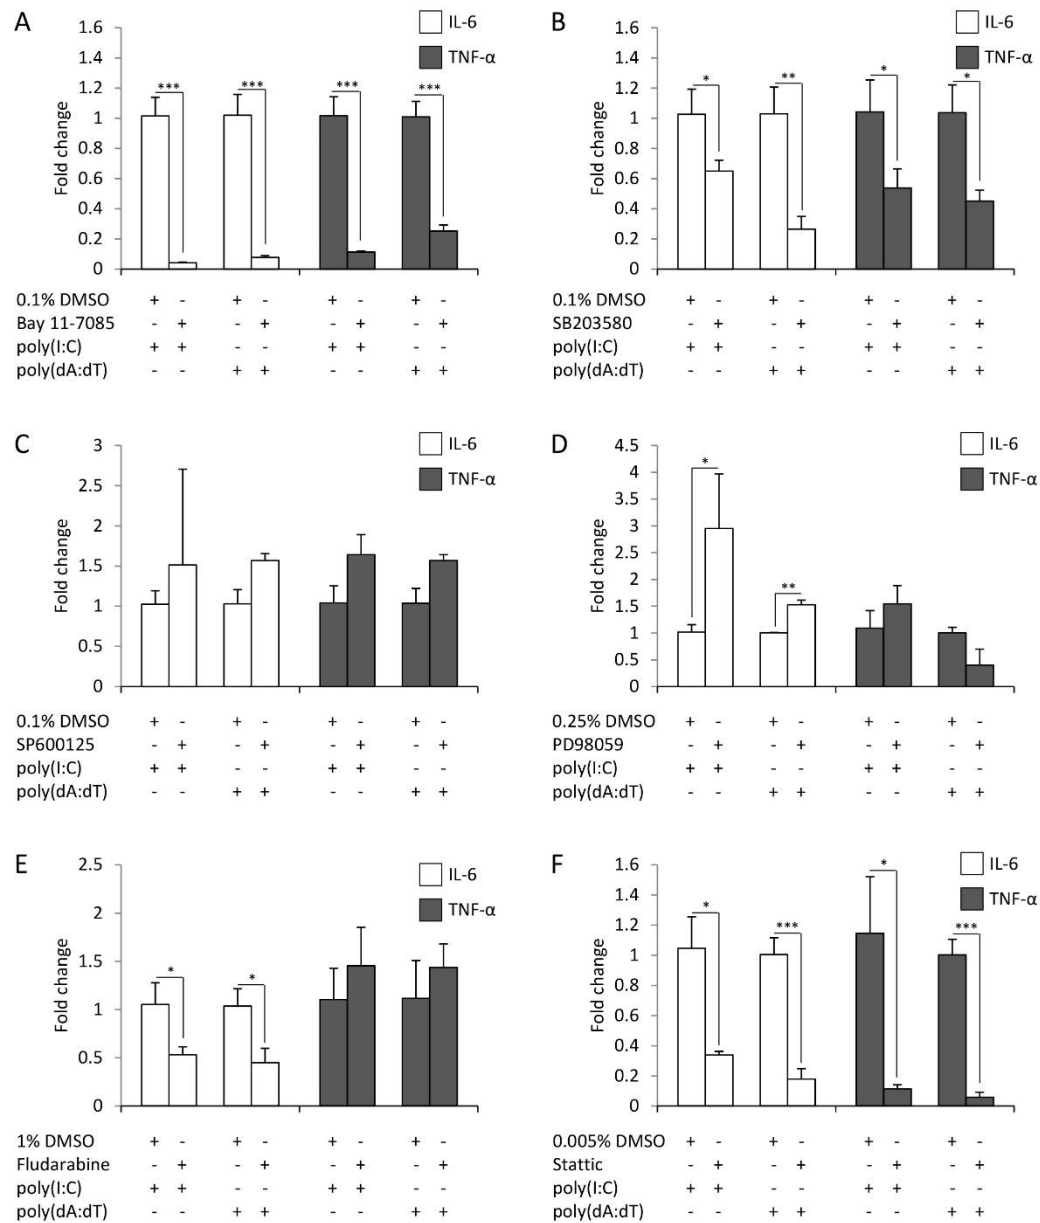 A
IL-6
TNF-α
Fold change
1.6
1.4
1.2
1
0.8
0.6
0.4
0.2
0
*** *** *** ***
0.1% DMSO + - + - + - + -
Bay 11-7085 - + - + - + - +
poly(I:C) + + - - + + - -
poly(dA:dT) - - + + - - + +
B
IL-6
TNF-α
Fold change
1.6
1.4
1.2
1
0.8
0.6
0.4
0.2
0
* ** * *
0.1% DMSO + - + - + - + -
SB203580 - + - + - + - +
poly(I:C) + + - - + + - -
poly(dA:dT) - - + + - - + +
C
IL-6
TNF-α
Fold change
3
2.5
2
1.5
1
0.5
0
0.1% DMSO + - + - + - + -
SP600125 - + - + - + - +
poly(I:C) + + - - + + - -
poly(dA:dT) - - + + - - + +
D
IL-6
TNF-α
Fold change
4.5
4
3.5
3
2.5
2
1.5
1
0.5
0
* **
0.25% DMSO + - + - + - + -
PD98059 - + - + - + - +
poly(I:C) + + - - + + - -
poly(dA:dT) - - + + - - + +
E
IL-6
TNF-α
Fold change
2.5
2
1.5
1
0.5
0
* *
1% DMSO + - + - + - + -
Fludarabine - + - + - + - +
poly(I:C) + + - - + + - -
poly(dA:dT) - - + + - - + +
F
IL-6
TNF-α
Fold change
1.6
1.4
1.2
1
0.8
0.6
0.4
0.2
0
* *** * ***
0.005% DMSO + - + - + - + -
Stattic - + - + - + - +
poly(I:C) + + - - + + - -
poly(dA:dT) - - + + - - + +